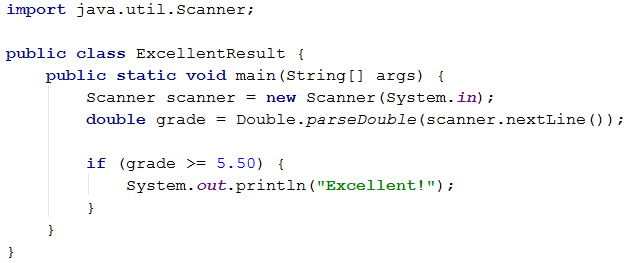 import java.util.Scanner;
public class ExcellentResult {
    public static void main(String[] args) {
        Scanner scanner = new Scanner(System.in);
        double grade = Double.parseDouble(scanner.nextLine());
        if (grade >= 5.50) {
            System.out.println("Excellent!");
        }
    }
}